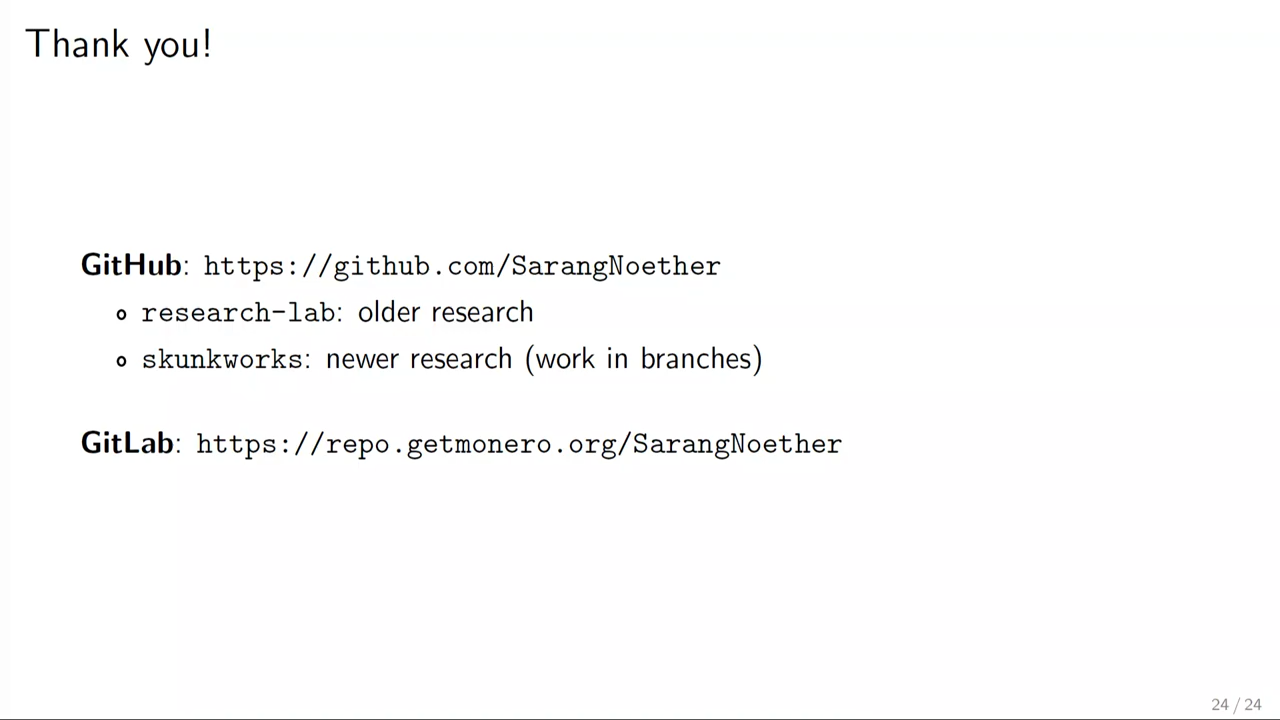 Thank you!
GitHub: https://github.com/SarangNoether
research-lab: older research
skunkworks: newer research (work in branches)
GitLab: https://repo.getmonero.org/SarangNoether
24 / 24